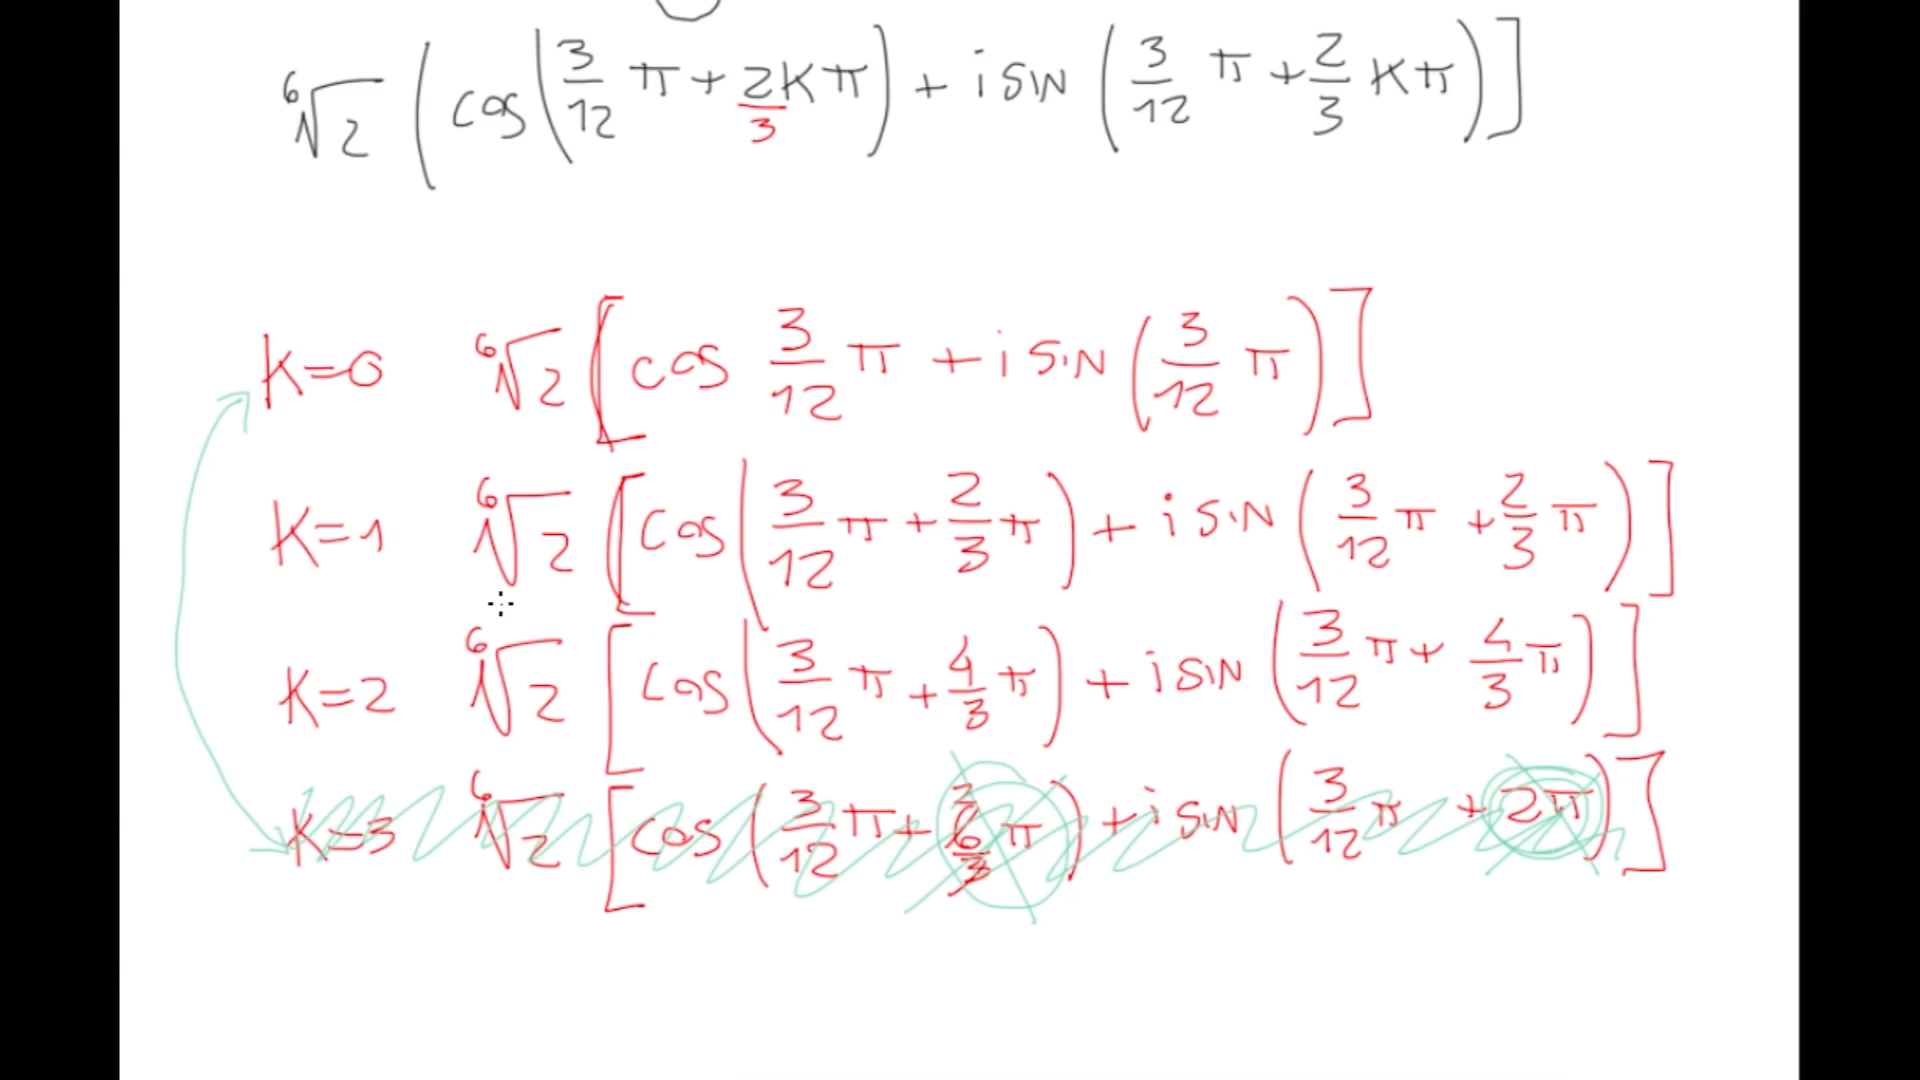 ⁶√2 ( cos( 3/12 π + 2Kπ/3 ) + i sin ( 3/12 π + 2/3 Kπ ) ]
K=0 ⁶√2 [ cos 3/12 π + i sin ( 3/12 π ) ]
K=1 ⁶√2 [ cos( 3/12 π + 2/3 π ) + i sin ( 3/12 π + 2/3 π ) ]
K=2 ⁶√2 [ cos( 3/12 π + 4/3 π ) + i sin ( 3/12 π + 4/3 π ) ]
K=3 ⁶√2 [ cos ( 3/12 π + 6/3 π ) + i sin ( 3/12 π + 2π ) ]